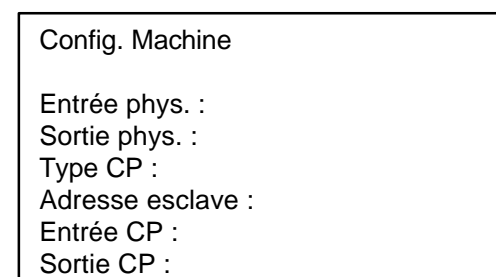 Config. Machine
Entrée phys. :
Sortie phys. :
Type CP :
Adresse esclave :
Entrée CP :
Sortie CP :